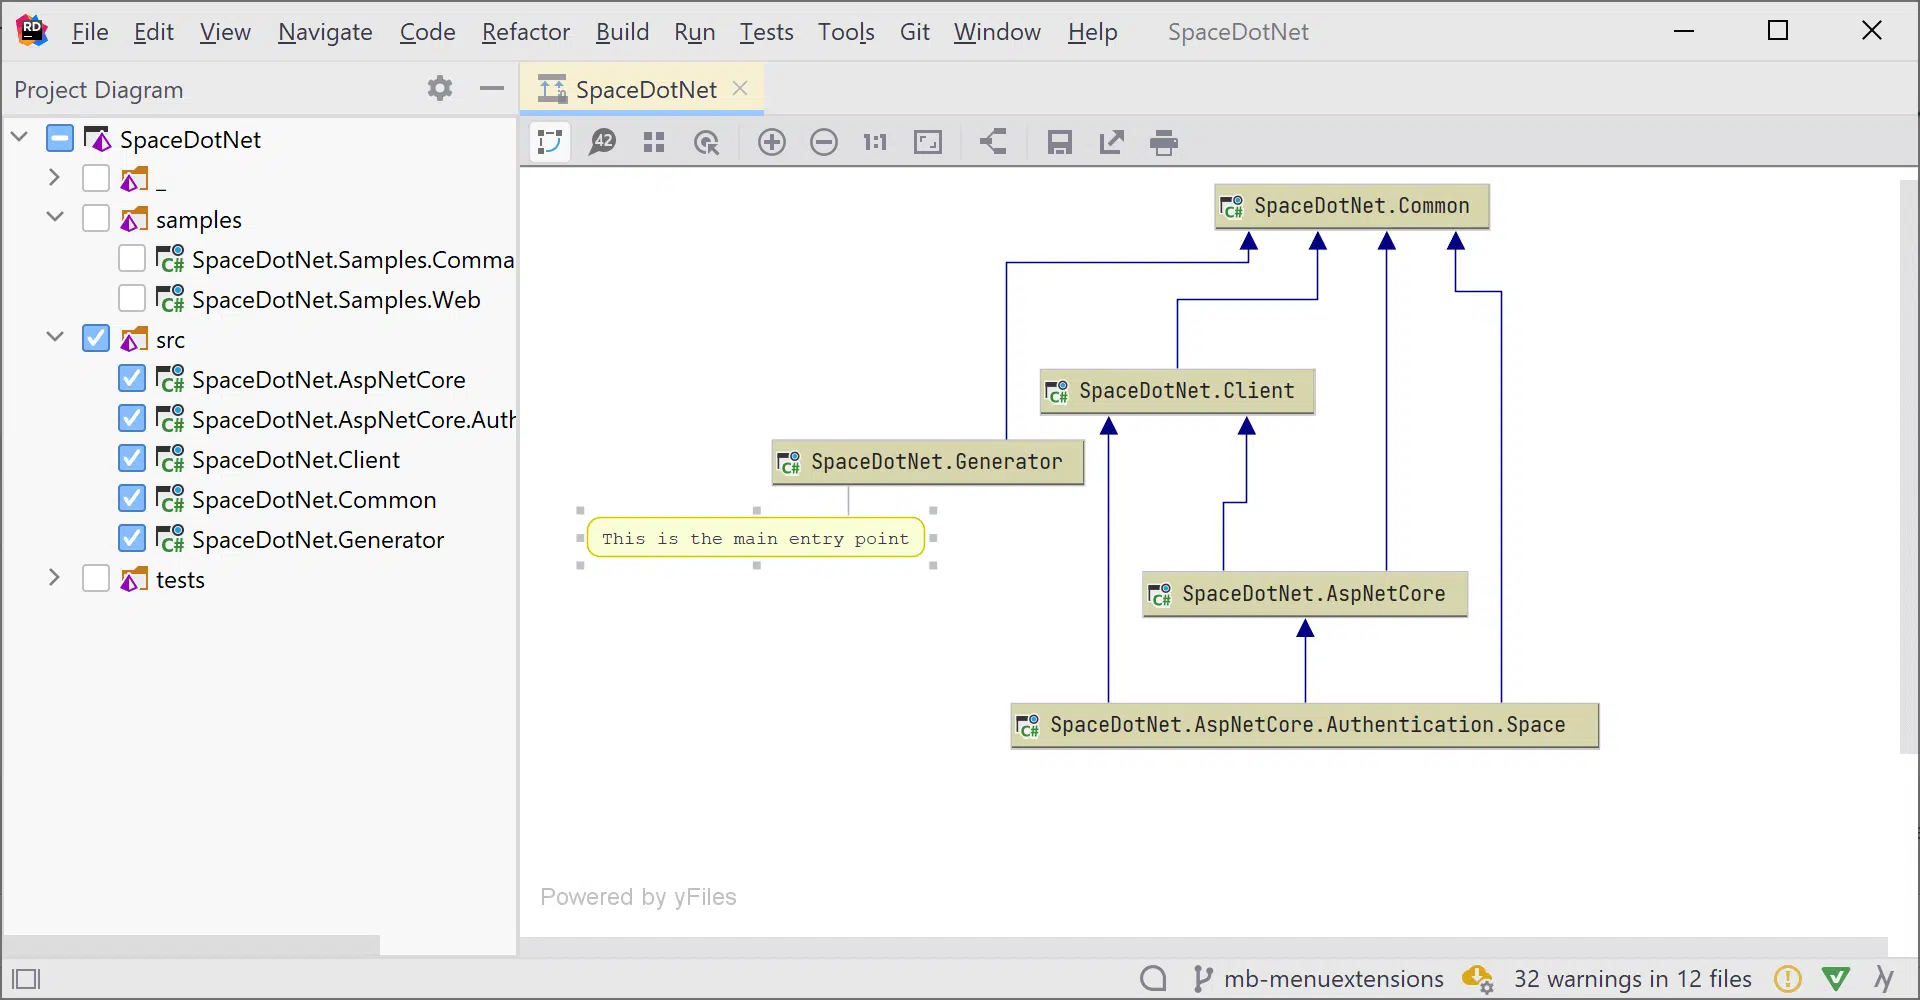 RD File Edit View Navigate Code Refactor Build Run Tests Tools Git Window Help SpaceDotNet
Project Diagram
SpaceDotNet
_
samples
C# SpaceDotNet.Samples.Comma
C# SpaceDotNet.Samples.Web
src
C# SpaceDotNet.AspNetCore
C# SpaceDotNet.AspNetCore.Auth
C# SpaceDotNet.Client
C# SpaceDotNet.Common
C# SpaceDotNet.Generator
tests
SpaceDotNet
42 1:1
C# SpaceDotNet.Common
C# SpaceDotNet.Client
C# SpaceDotNet.Generator
This is the main entry point
C# SpaceDotNet.AspNetCore
C# SpaceDotNet.AspNetCore.Authentication.Space
Powered by yFiles
mb-menuextensions 32 warnings in 12 files